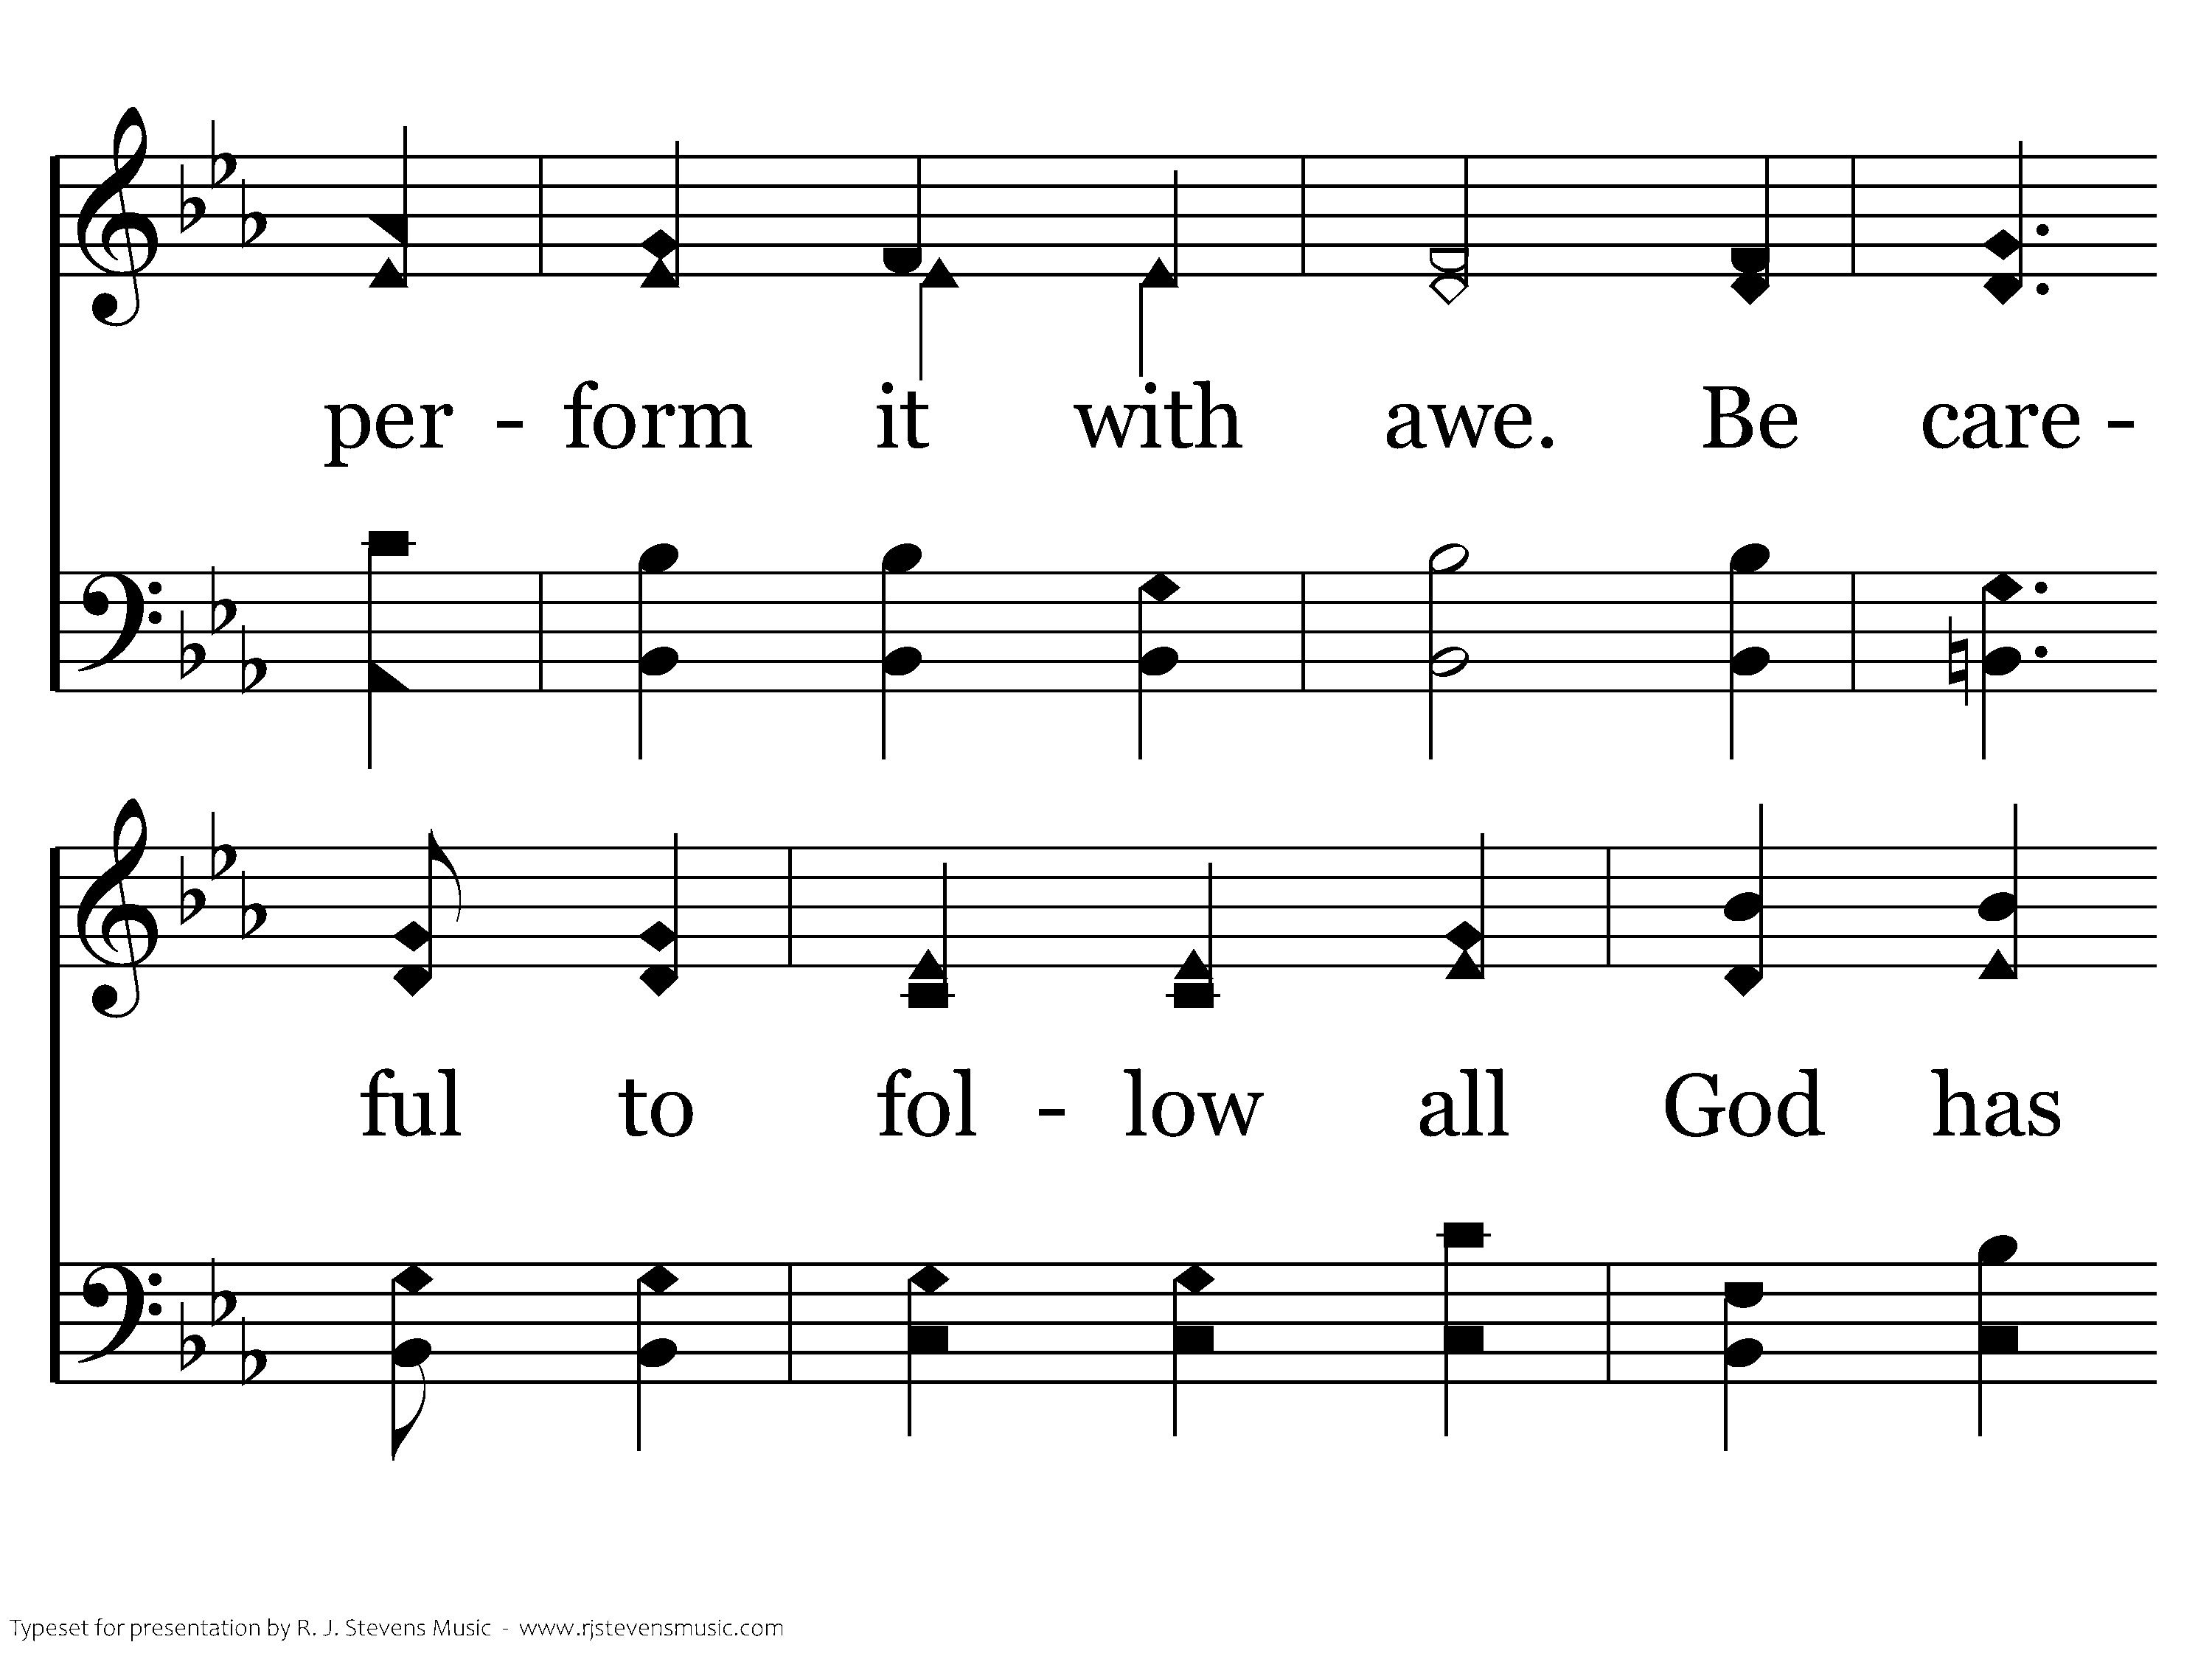 per - form it with awe. Be care -
ful to fol - low all God has
Typeset for presentation by R. J. Stevens Music - www.rjstevensmusic.com